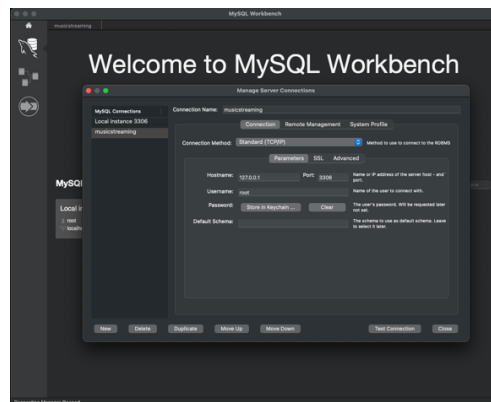 MySQL Workbench
musicstreaming
Welcome to MySQL Workbench
Manage Server Connections
MySQL Connections
Local instance 3306
musicstreaming
Connection Name: musicstreaming
Connection Remote Management System Profile
Connection Method: Standard (TCP/IP) Method to use to connect to the RDBMS
Parameters SSL Advanced
Hostname: 127.0.0.1 Port: 3306 Name or IP address of the server host - and
port.
Username: root Name of the user to connect with.
Password: Store in Keychain ... Clear The user's password. Will be requested later
not set.
Default Schema: The schema to use as default schema. Leave
to select it later.
MySQL
Local in
root
localh
New Delete Duplicate Move Up Move Down Test Connection Close